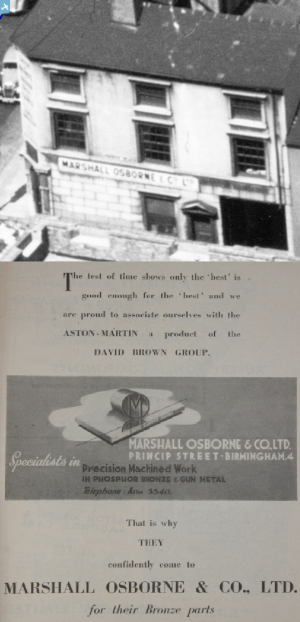 MARSHALL OSBORNE & Co. LTD.
The test of time shows only the 'best' is
good enough for the 'best' and we
are proud to associate ourselves with the
ASTON-MARTIN a product of the
DAVID BROWN GROUP.
MARSHALL OSBORNE & CO. LTD.
PRINCIP STREET · BIRMINGHAM. 4
Specialists in
Precision Machined Work
IN PHOSPHOR BRONZE & GUN METAL
Telephone : Aston 3540.
That is why
THEY
confidently come to
MARSHALL OSBORNE & CO., LTD.
for their Bronze parts